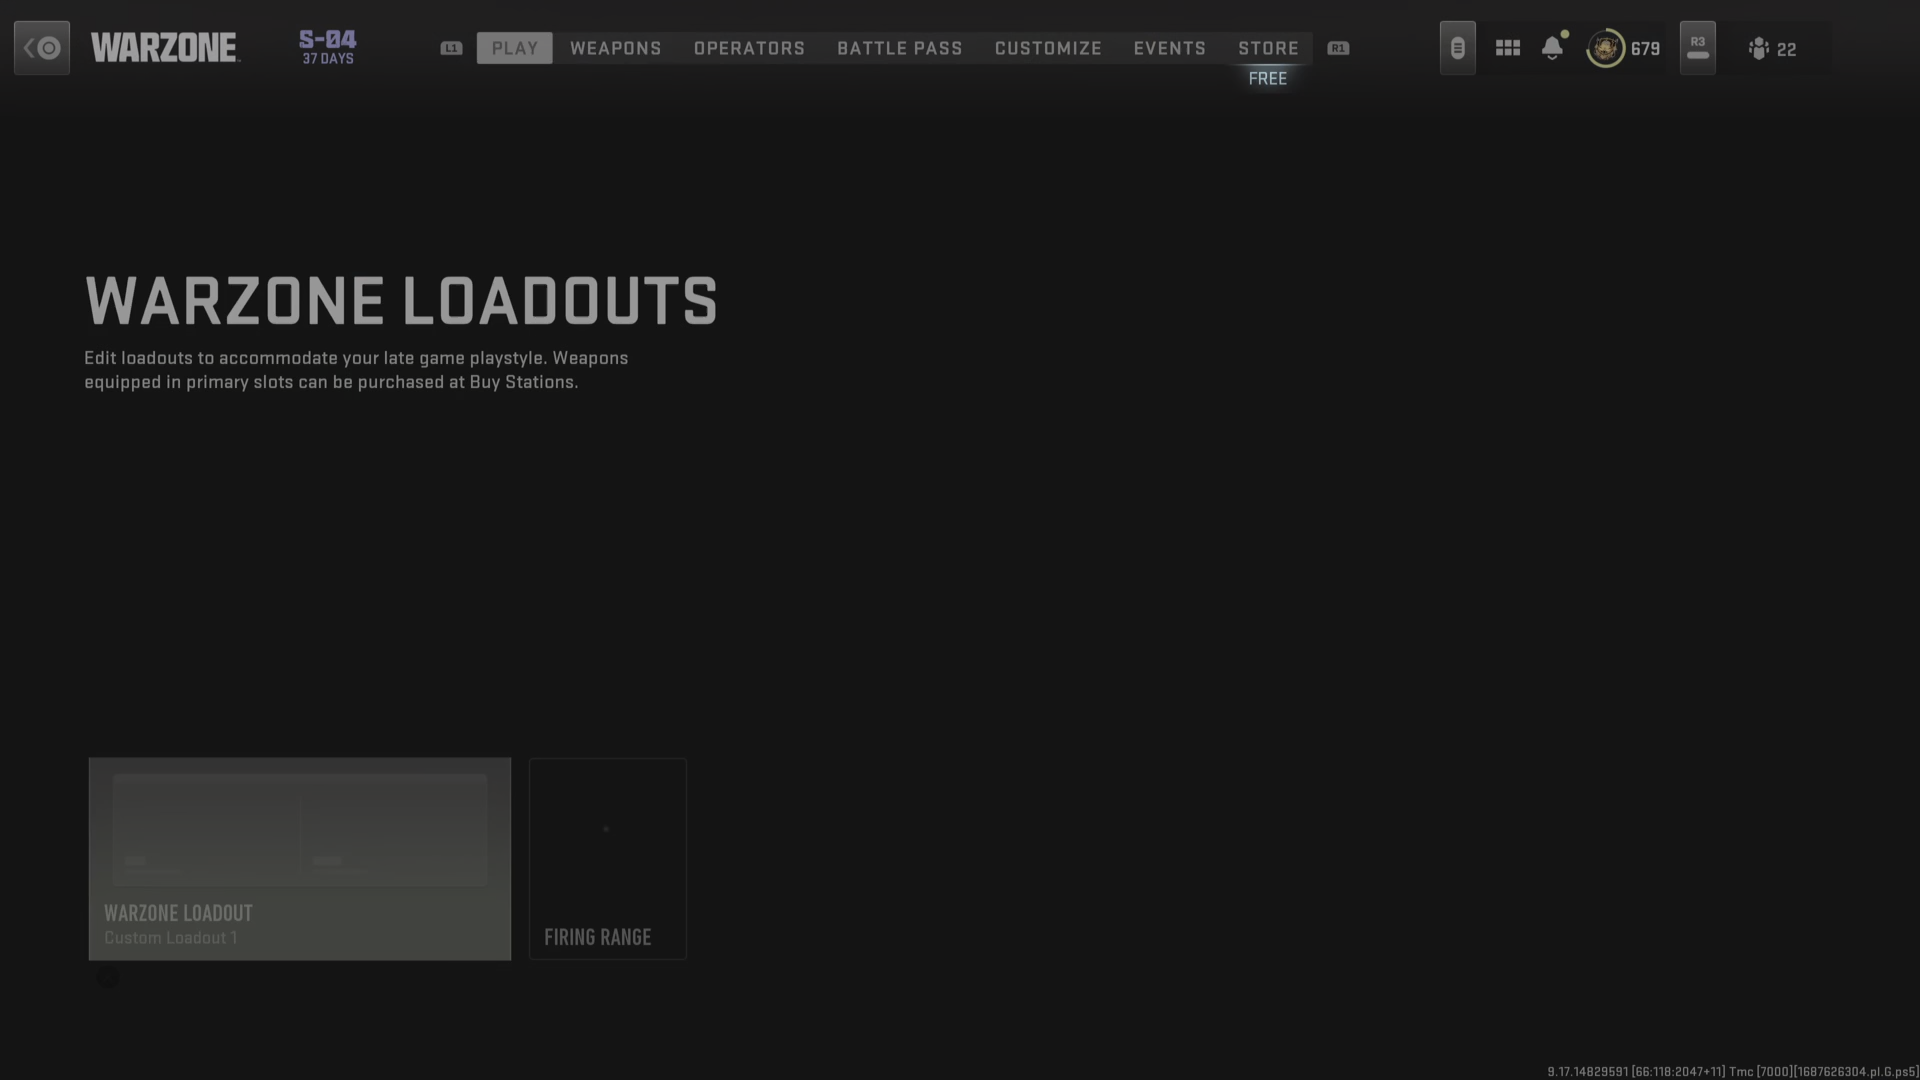 WARZONE
S-04
37 DAYS
L1
PLAY
WEAPONS
OPERATORS
BATTLE PASS
CUSTOMIZE
EVENTS
STORE
R1
FREE
679
R3
22
WARZONE LOADOUTS
Edit loadouts to accommodate your late game playstyle. Weapons
equipped in primary slots can be purchased at Buy Stations.
WARZONE LOADOUT
Custom Loadout 1
FIRING RANGE
9.17.14829591 [66:118:2047+11] Tmc [7000][1687626304.pl.G.ps5]